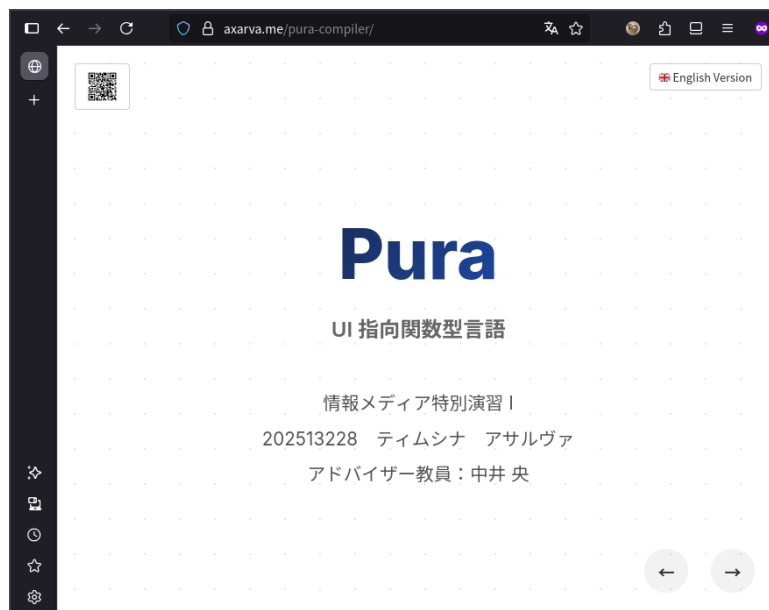 axarva.me/pura-compiler/
English Version
Pura
UI 指向関数型言語
情報メディア特別演習 I
202513228　ティムシナ　アサルヴァ
アドバイザー教員：中井 央
← →